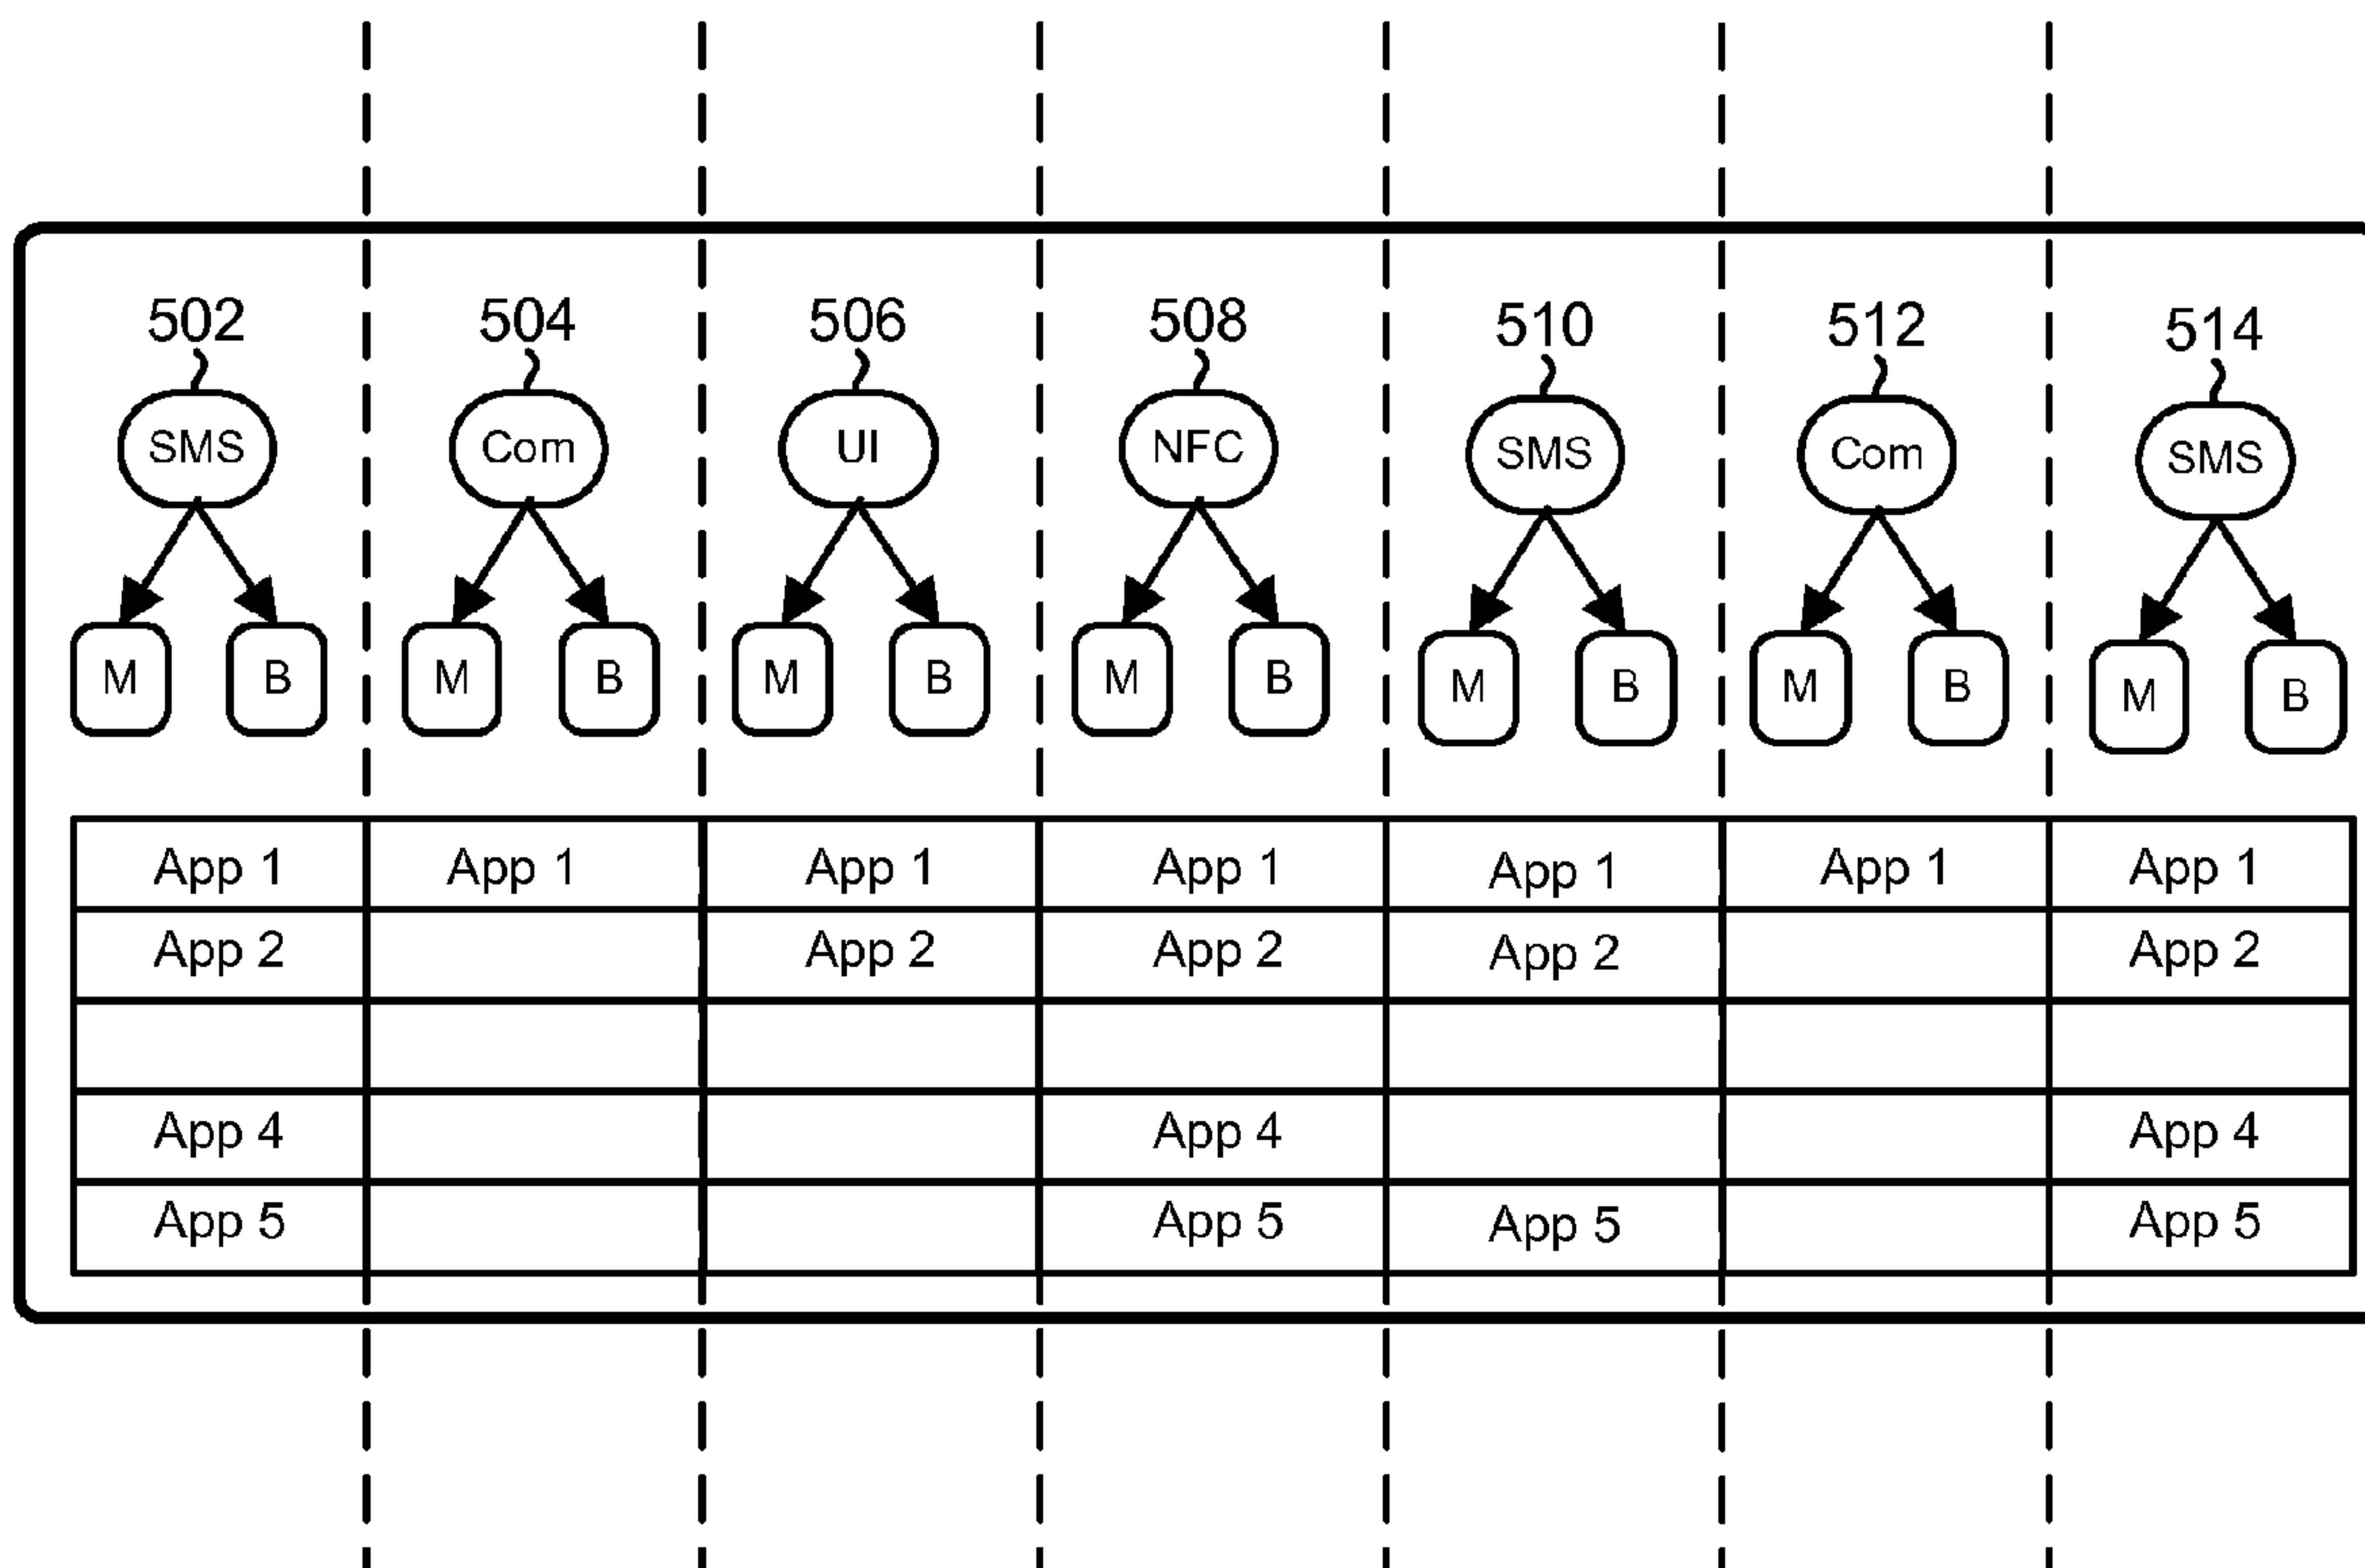 502 504 506 508 510 512 514
SMS Com UI NFC SMS Com SMS
M B M B M B M B M B M B M B
App 1 App 1 App 1 App 1 App 1 App 1 App 1
App 2 App 2 App 2 App 2 App 2
App 4 App 4 App 4
App 5 App 5 App 5 App 5